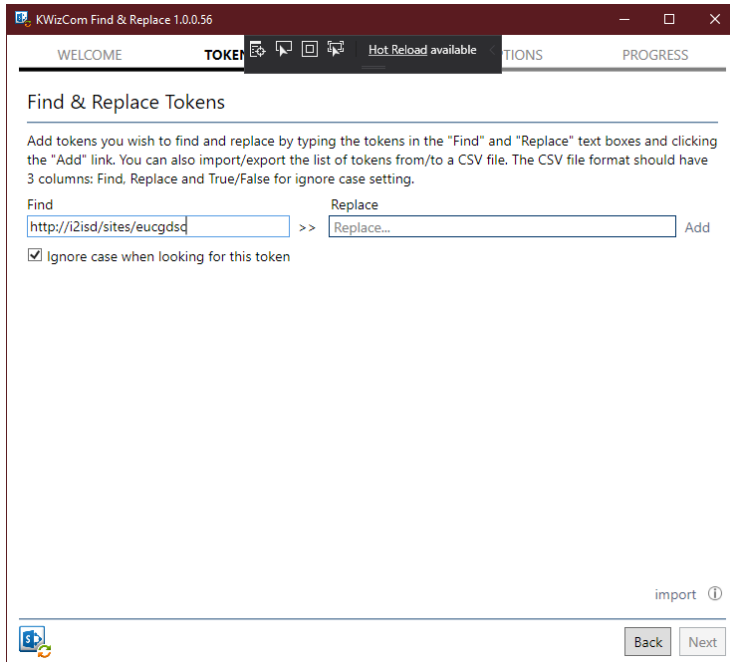 KWizCom Find & Replace 1.0.0.56
WELCOME
Hot Reload available
PROGRESS
Find & Replace Tokens
Add tokens you wish to find and replace by typing the tokens in the "Find" and "Replace" text boxes and clicking
the "Add" link. You can also import/export the list of tokens from/to a CSV file. The CSV file format should have
3 columns: Find, Replace and True/False for ignore case setting.
Find Replace
http://i2isd/sites/eucgdsc >> Replace... Add
Ignore case when looking for this token
import
Back Next